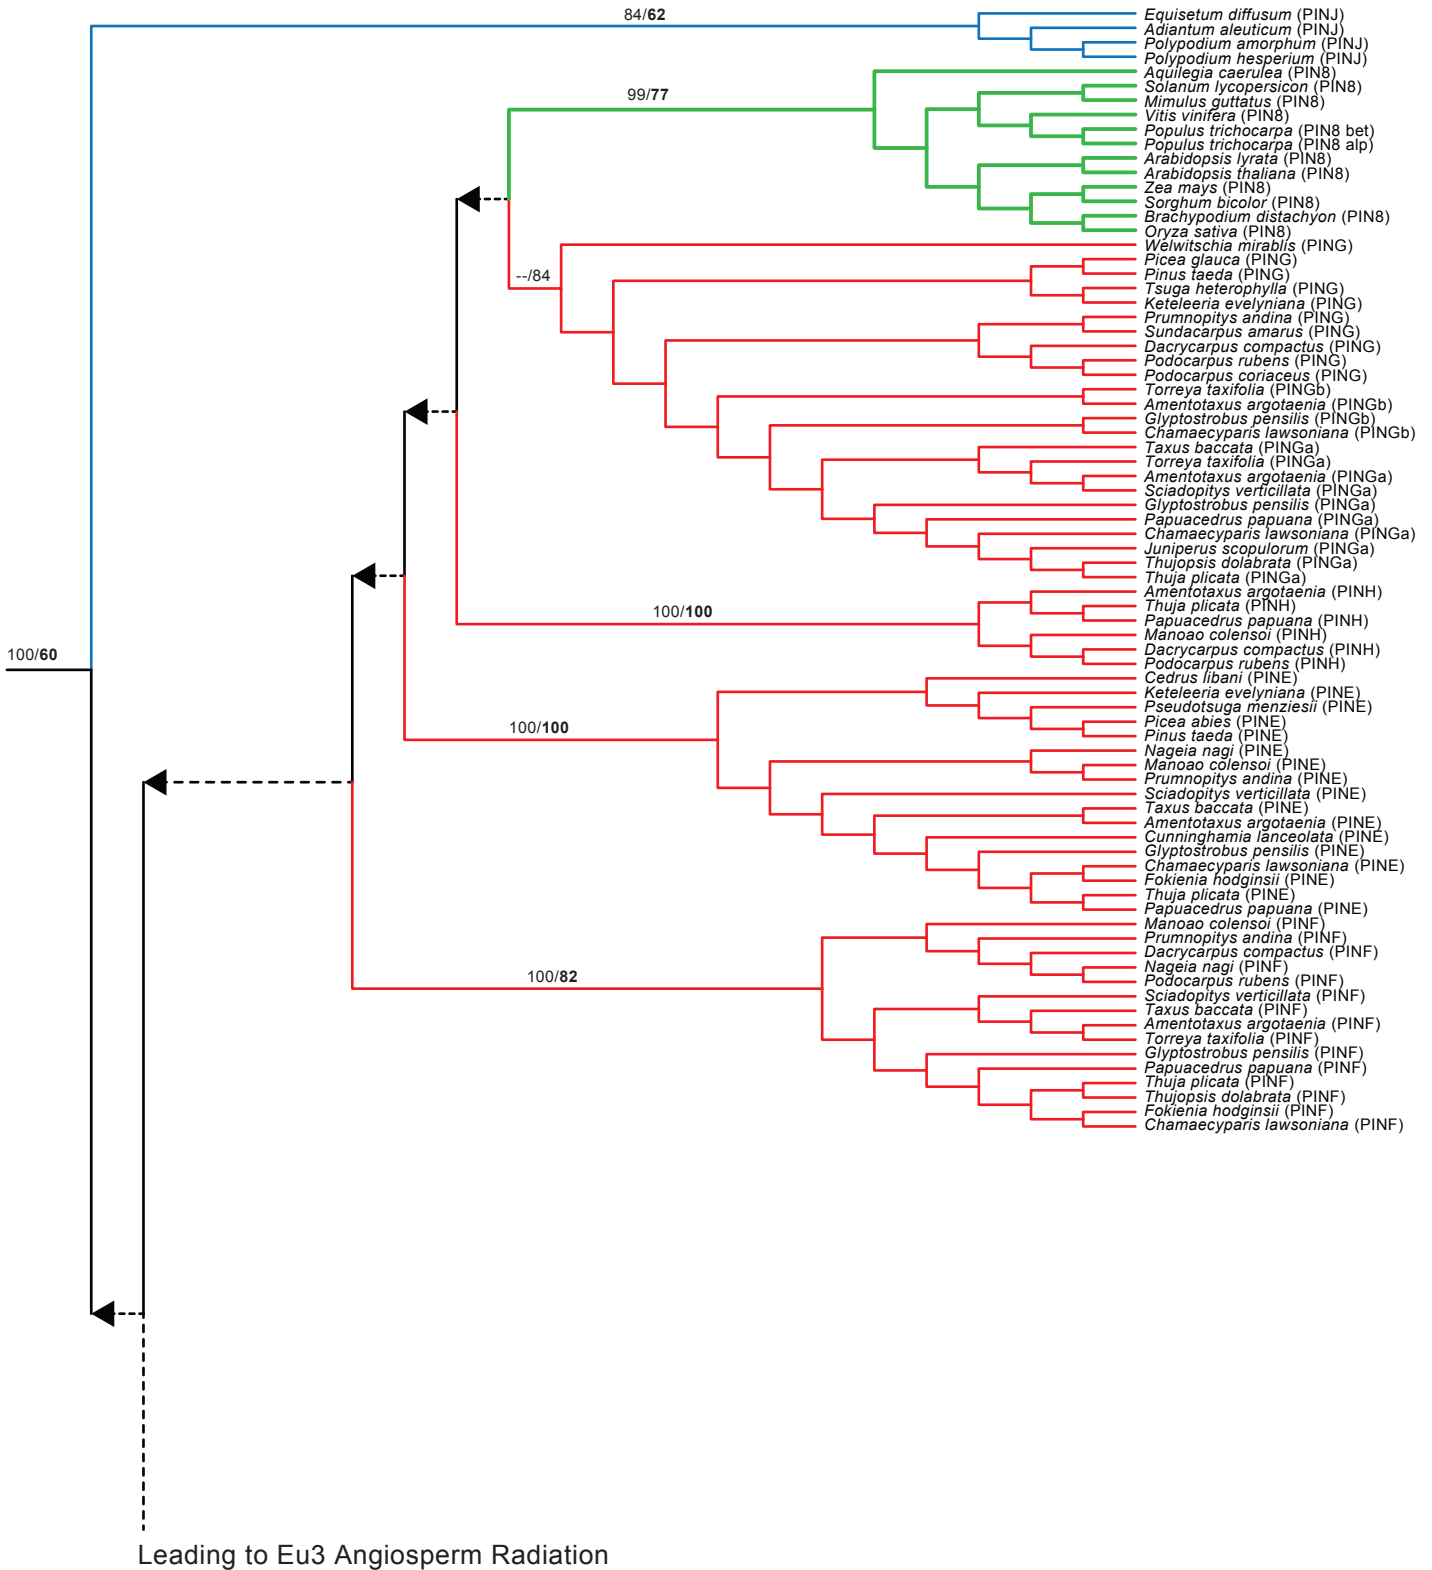 84/62
Equisetum diffusum (PINJ)
Adiantum aleuticum (PINJ)
Polypodium amorphum (PINJ)
Polypodium hesperium (PINJ)
Aquilegia caerulea (PIN8)
99/77
Solanum lycopersicon (PIN8)
Mimulus guttatus (PIN8)
Vitis vinifera (PIN8)
Populus trichocarpa (PIN8 bet)
Populus trichocarpa (PIN8 alp)
Arabidopsis lyrata (PIN8)
Arabidopsis thaliana (PIN8)
Zea mays (PIN8)
Sorghum bicolor (PIN8)
Brachypodium distachyon (PIN8)
Oryza sativa (PIN8)
Welwitschia mirablis (PING)
Picea glauca (PING)
--/84
Pinus taeda (PING)
Tsuga heterophylla (PING)
Keteleeria evelyniana (PING)
Prumnopitys andina (PING)
Sundacarpus amarus (PING)
Dacrycarpus compactus (PING)
Podocarpus rubens (PING)
Podocarpus coriaceus (PING)
Torreya taxifolia (PINGb)
Amentotaxus argotaenia (PINGb)
Glyptostrobus pensilis (PINGb)
Chamaecyparis lawsoniana (PINGb)
Taxus baccata (PINGa)
Torreya taxifolia (PINGa)
Amentotaxus argotaenia (PINGa)
Sciadopitys verticillata (PINGa)
Glyptostrobus pensilis (PINGa)
Papuacedrus papuana (PINGa)
Chamaecyparis lawsoniana (PINGa)
Juniperus scopulorum (PINGa)
Thujopsis dolabrata (PINGa)
Thuja plicata (PINGa)
Amentotaxus argotaenia (PINH)
100/100
Thuja plicata (PINH)
Papuacedrus papuana (PINH)
Manoao colensoi (PINH)
100/60
Dacrycarpus compactus (PINH)
Podocarpus rubens (PINH)
Cedrus libani (PINE)
Keteleeria evelyniana (PINE)
Pseudotsuga menziesii (PINE)
100/100
Picea abies (PINE)
Pinus taeda (PINE)
Nageia nagi (PINE)
Manoao colensoi (PINE)
Prumnopitys andina (PINE)
Sciadopitys verticillata (PINE)
Taxus baccata (PINE)
Amentotaxus argotaenia (PINE)
Cunninghamia lanceolata (PINE)
Glyptostrobus pensilis (PINE)
Chamaecyparis lawsoniana (PINE)
Fokienia hodginsii (PINE)
Thuja plicata (PINE)
Papuacedrus papuana (PINE)
Manoao colensoi (PINF)
Prumnopitys andina (PINF)
Dacrycarpus compactus (PINF)
100/82
Nageia nagi (PINF)
Podocarpus rubens (PINF)
Sciadopitys verticillata (PINF)
Taxus baccata (PINF)
Amentotaxus argotaenia (PINF)
Torreya taxifolia (PINF)
Glyptostrobus pensilis (PINF)
Papuacedrus papuana (PINF)
Thuja plicata (PINF)
Thujopsis dolabrata (PINF)
Fokienia hodginsii (PINF)
Chamaecyparis lawsoniana (PINF)
Leading to Eu3 Angiosperm Radiation